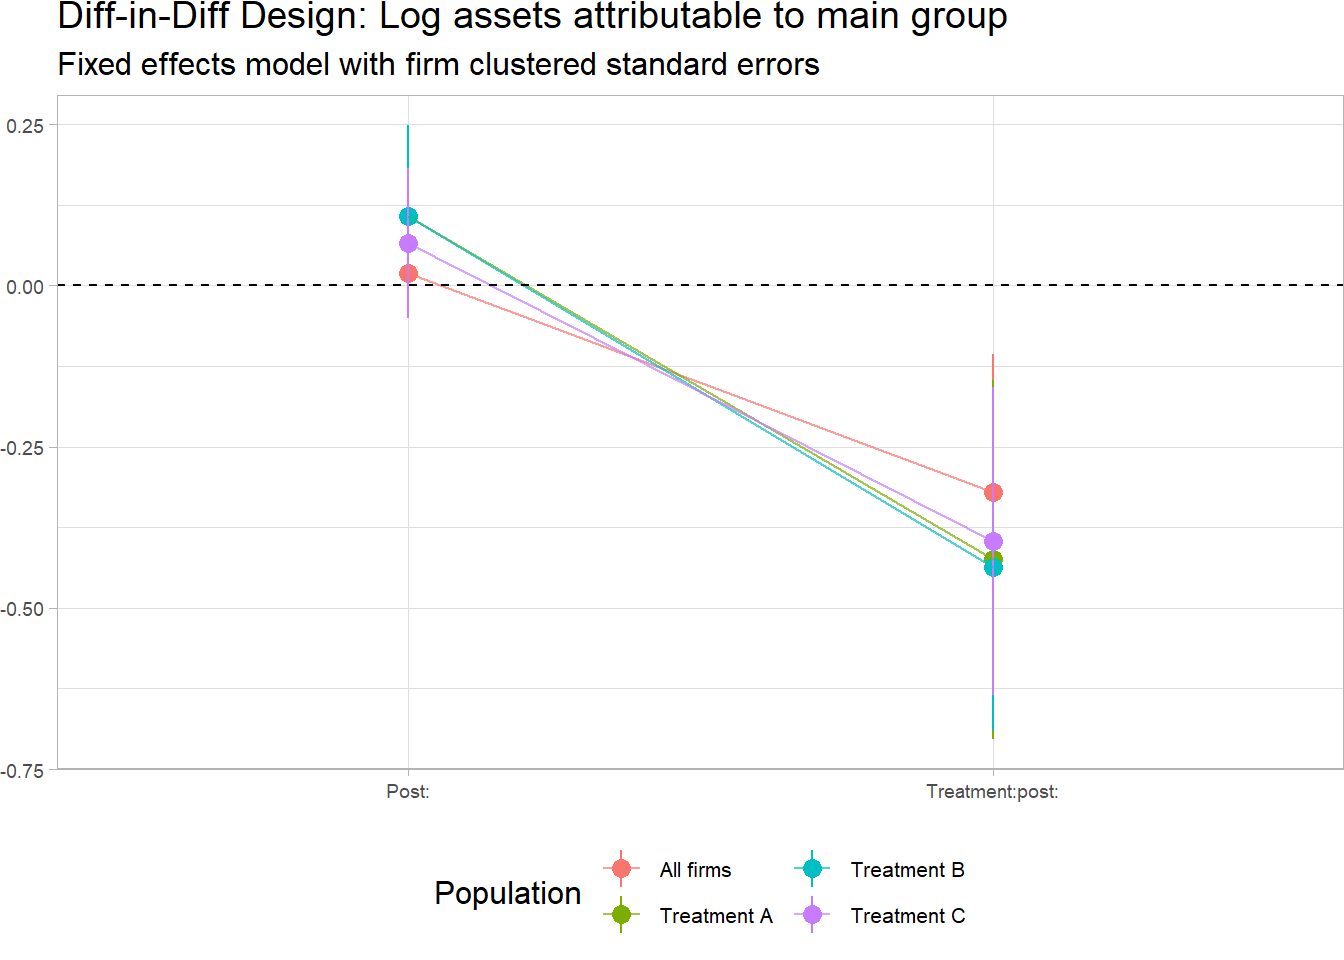 Diff-in-Diff Design: Log assets attributable to main group
Fixed effects model with firm clustered standard errors
0.25
0.00
-0.25
-0.50
-0.75
Post:
Treatment:post:
Population
All firms
Treatment A
Treatment B
Treatment C